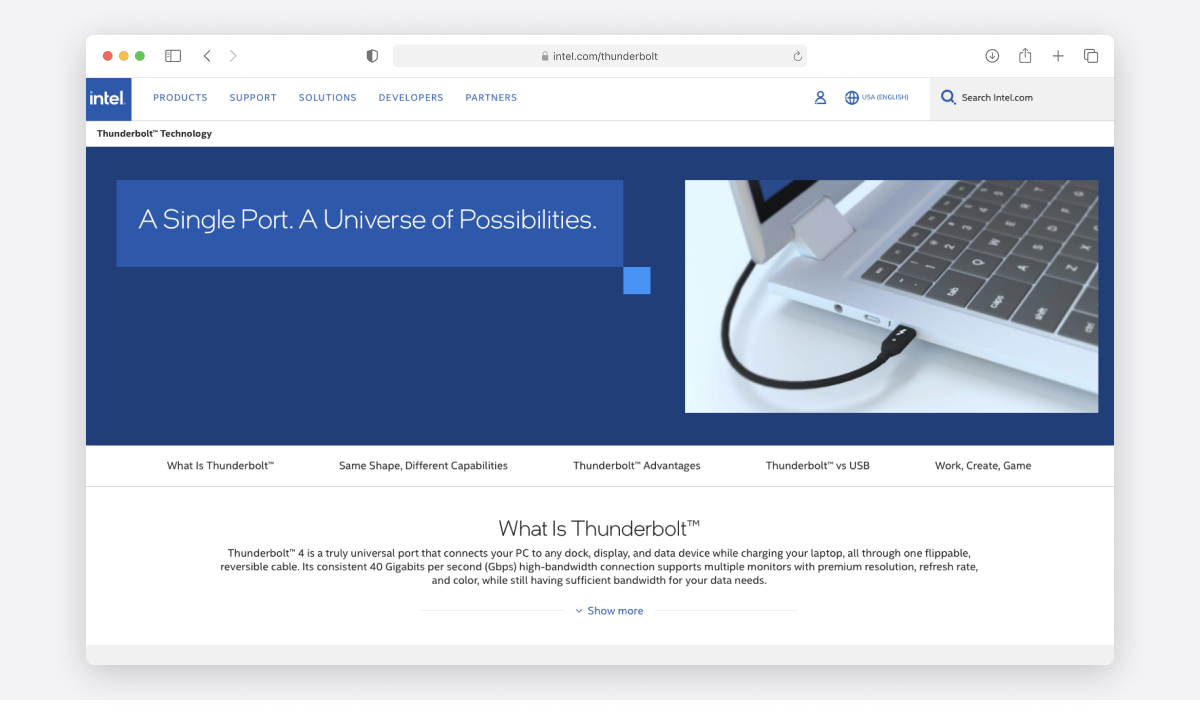 intel.com/thunderbolt
intel.
PRODUCTS
SUPPORT
SOLUTIONS
DEVELOPERS
PARTNERS
USA (ENGLISH)
Search Intel.com
Thunderbolt™ Technology
A Single Port. A Universe of Possibilities.
tab
caps
shift
ctrl
Q
W
A
S
D
Z
X
What Is Thunderbolt™
Same Shape, Different Capabilities
Thunderbolt™ Advantages
Thunderbolt™ vs USB
Work, Create, Game
What Is Thunderbolt™
Thunderbolt™ 4 is a truly universal port that connects your PC to any dock, display, and data device while charging your laptop, all through one flippable,
reversible cable. Its consistent 40 Gigabits per second (Gbps) high-bandwidth connection supports multiple monitors with premium resolution, refresh rate,
and color, while still having sufficient bandwidth for your data needs.
Show more